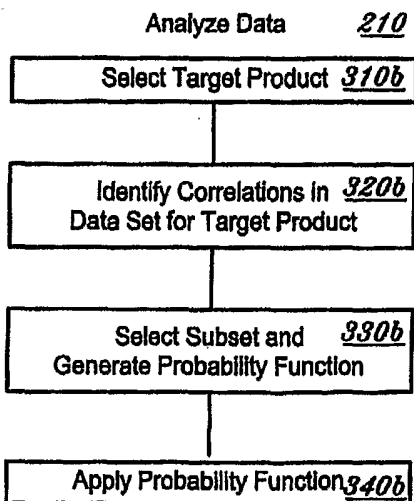 Analyze Data 210
Select Target Product 310b
Identify Correlations in 320b
Data Set for Target Product
Select Subset and 330b
Generate Probability Function
Apply Probability Function 340b